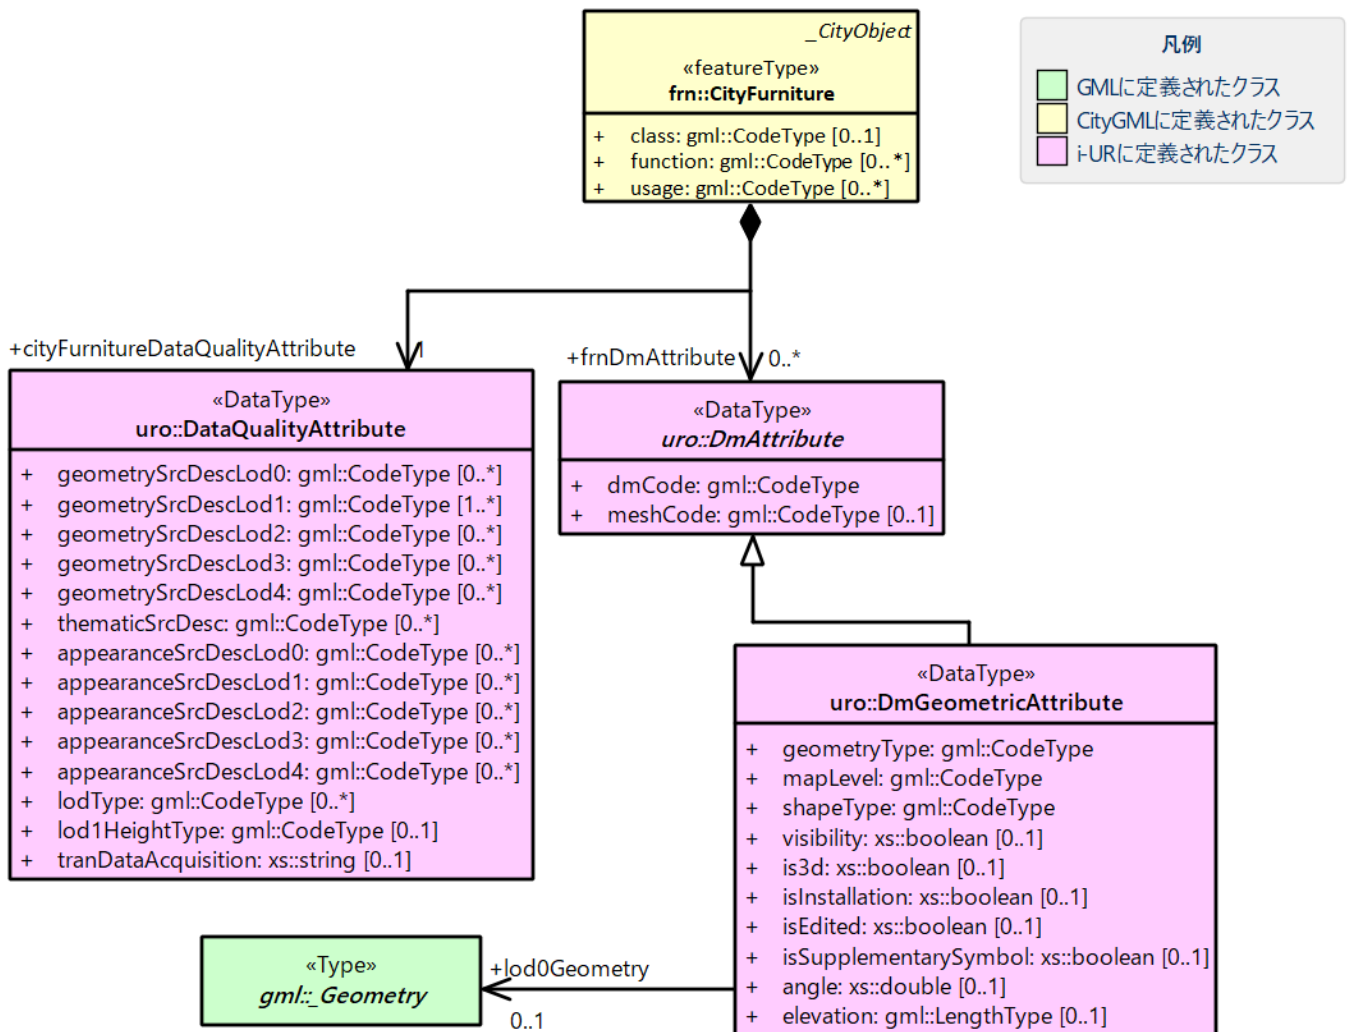 _CityObject
«featureType»
frn::CityFurniture
+ class: gml::CodeType [0..1]
+ function: gml::CodeType [0..*]
+ usage: gml::CodeType [0..*]
凡例
GMLに定義されたクラス
CityGMLに定義されたクラス
i-URに定義されたクラス
+cityFurnitureDataQualityAttribute
1
+frnDmAttribute
0..*
«DataType»
uro::DataQualityAttribute
+ geometrySrcDescLod0: gml::CodeType [0..*]
+ geometrySrcDescLod1: gml::CodeType [1..*]
+ geometrySrcDescLod2: gml::CodeType [0..*]
+ geometrySrcDescLod3: gml::CodeType [0..*]
+ geometrySrcDescLod4: gml::CodeType [0..*]
+ thematicSrcDesc: gml::CodeType [0..*]
+ appearanceSrcDescLod0: gml::CodeType [0..*]
+ appearanceSrcDescLod1: gml::CodeType [0..*]
+ appearanceSrcDescLod2: gml::CodeType [0..*]
+ appearanceSrcDescLod3: gml::CodeType [0..*]
+ appearanceSrcDescLod4: gml::CodeType [0..*]
+ lodType: gml::CodeType [0..*]
+ lod1HeightType: gml::CodeType [0..1]
+ tranDataAcquisition: xs::string [0..1]
«DataType»
uro::DmAttribute
+ dmCode: gml::CodeType
+ meshCode: gml::CodeType [0..1]
«DataType»
uro::DmGeometricAttribute
+ geometryType: gml::CodeType
+ mapLevel: gml::CodeType
+ shapeType: gml::CodeType
+ visibility: xs::boolean [0..1]
+ is3d: xs::boolean [0..1]
+ isInstallation: xs::boolean [0..1]
+ isEdited: xs::boolean [0..1]
+ isSupplementarySymbol: xs::boolean [0..1]
+ angle: xs::double [0..1]
+ elevation: gml::LengthType [0..1]
+lod0Geometry
0..1
«Type»
gml::_Geometry